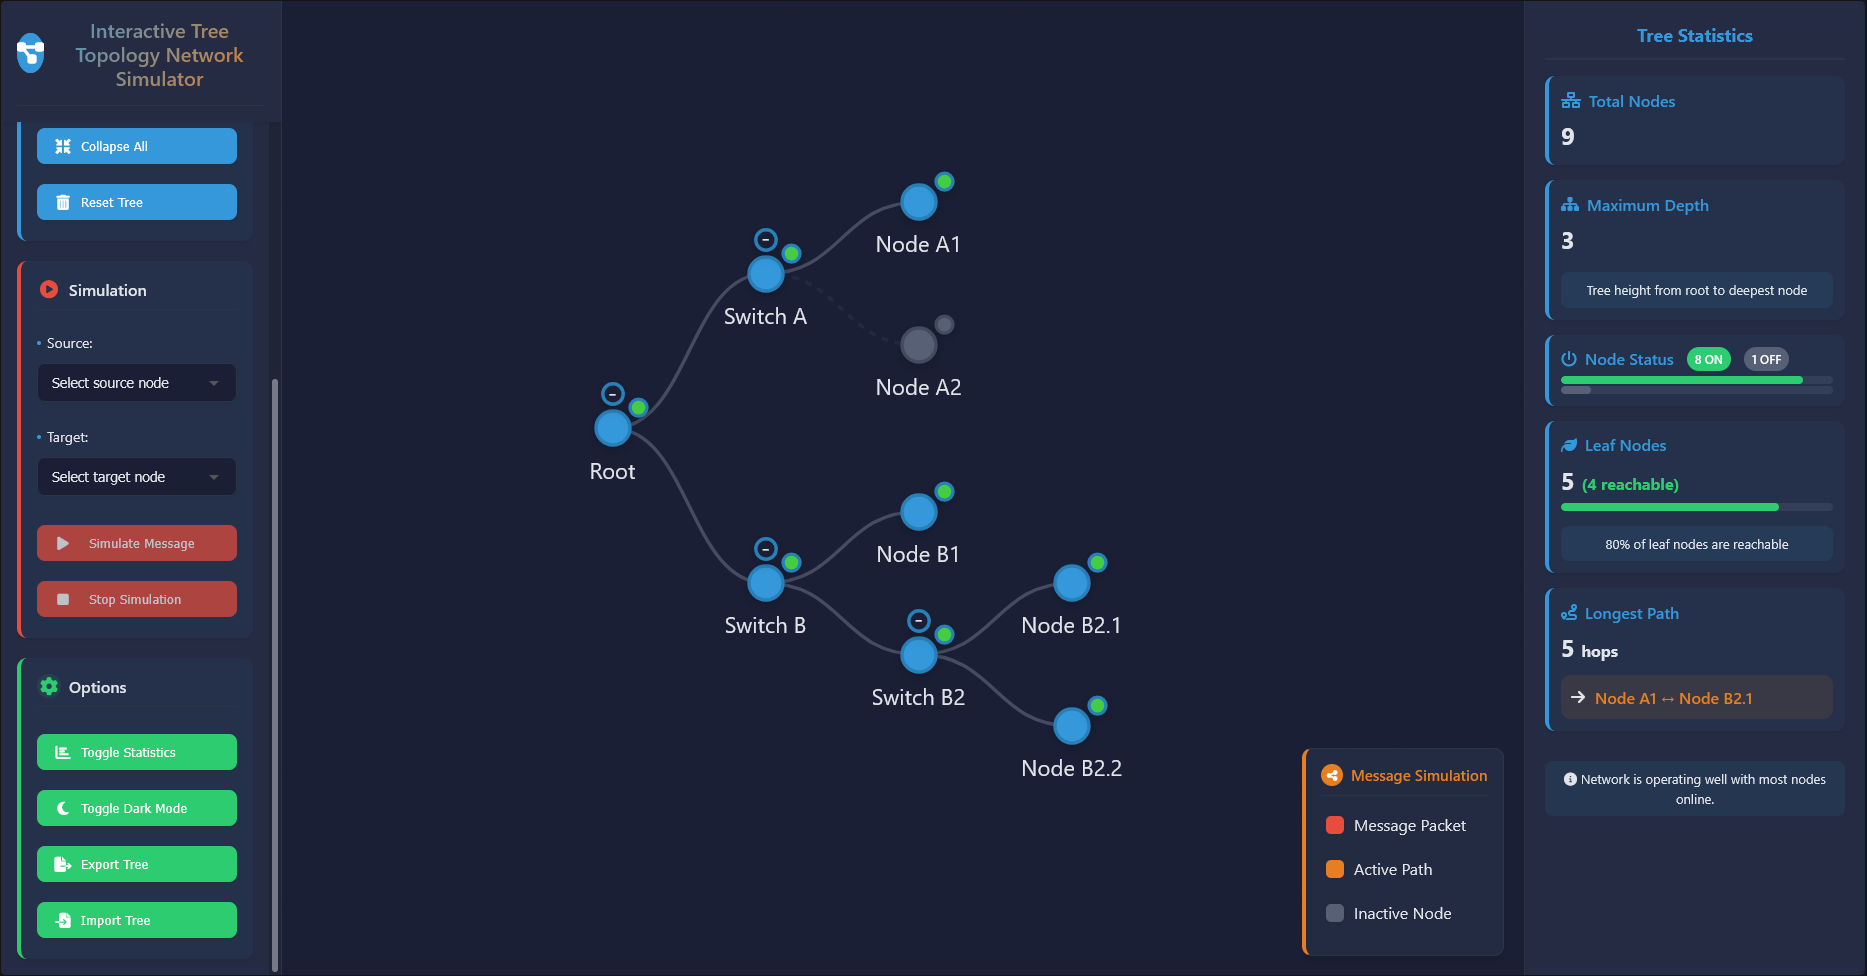 Interactive Tree
Topology Network
Simulator
Collapse All
Reset Tree
Simulation
Source:
Select source node
Target:
Select target node
Simulate Message
Stop Simulation
Options
Toggle Statistics
Toggle Dark Mode
Export Tree
Import Tree
Node A1
Switch A
Node A2
Root
Node B1
Switch B
Node B2.1
Switch B2
Node B2.2
Message Simulation
Message Packet
Active Path
Inactive Node
Tree Statistics
Total Nodes
9
Maximum Depth
3
Tree height from root to deepest node
Node Status 8 ON 1 OFF
Leaf Nodes
5 (4 reachable)
80% of leaf nodes are reachable
Longest Path
5 hops
→ Node A1 ↔ Node B2.1
Network is operating well with most nodes
online.